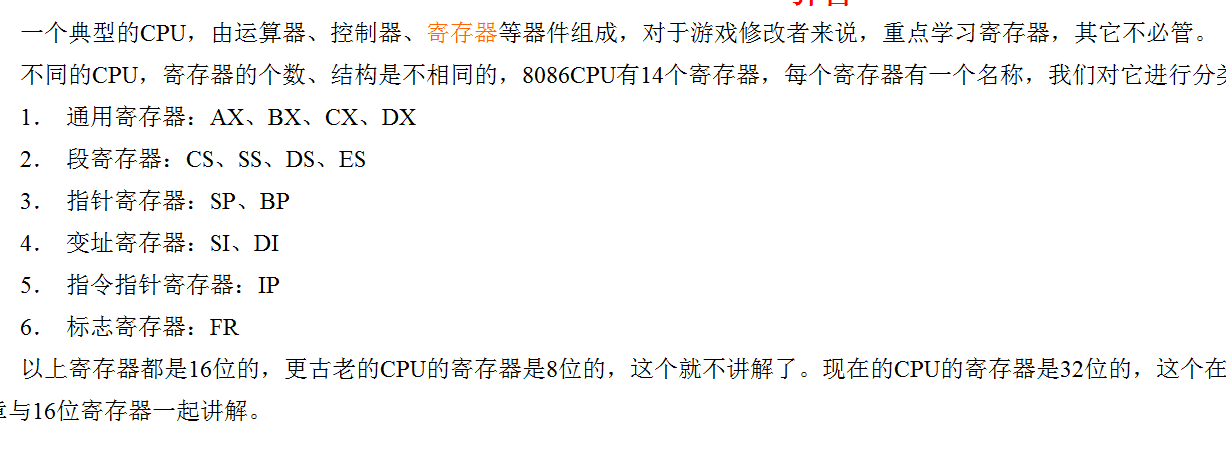 一个典型的CPU，由运算器、控制器、寄存器等器件组成，对于游戏修改者来说，重点学习寄存器，其它不必管。
不同的CPU，寄存器的个数、结构是不相同的，8086CPU有14个寄存器，每个寄存器有一个名称，我们对它进行分类
1． 通用寄存器：AX、BX、CX、DX
2． 段寄存器：CS、SS、DS、ES
3． 指针寄存器：SP、BP
4． 变址寄存器：SI、DI
5． 指令指针寄存器：IP
6． 标志寄存器：FR
以上寄存器都是16位的，更古老的CPU的寄存器是8位的，这个就不讲解了。现在的CPU的寄存器是32位的，这个在
章与16位寄存器一起讲解。